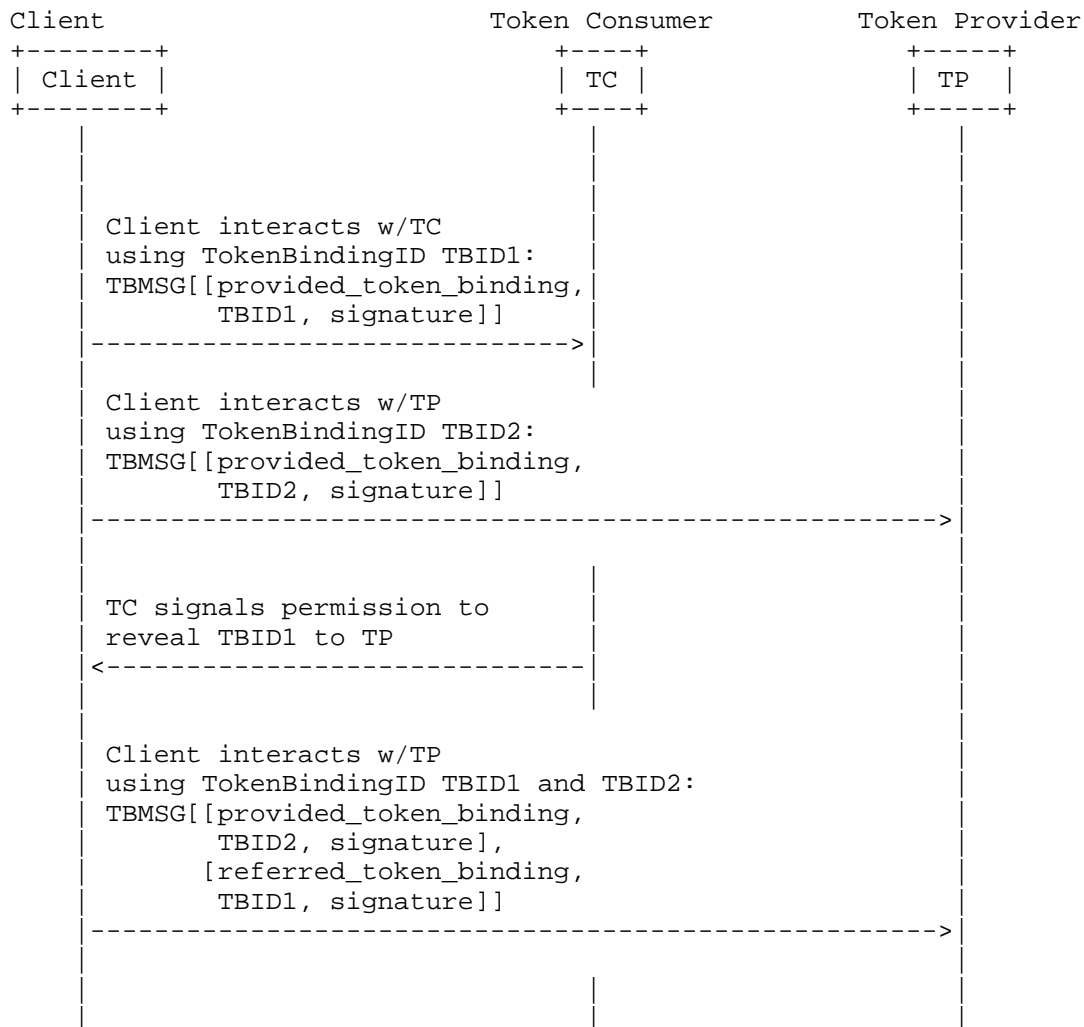 Client Token Consumer Token Provider
Client TC TP
Client interacts w/TC
using TokenBindingID TBID1:
TBMSG[[provided_token_binding,
TBID1, signature]]
Client interacts w/TP
using TokenBindingID TBID2:
TBMSG[[provided_token_binding,
TBID2, signature]]
TC signals permission to
reveal TBID1 to TP
Client interacts w/TP
using TokenBindingID TBID1 and TBID2:
TBMSG[[provided_token_binding,
TBID2, signature],
[referred_token_binding,
TBID1, signature]]